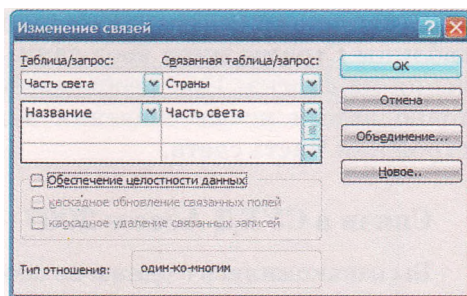 Изменение связей
Таблица/запрос: Связанная таблица/запрос:
Часть света Страны
Название Часть света
ОК
Отмена
Объединение...
Новое..
Обеспечение целостности данных
каскадное обновление связанных полей
каскадное удаление связанных записей
Тип отношения: один-ко-многим